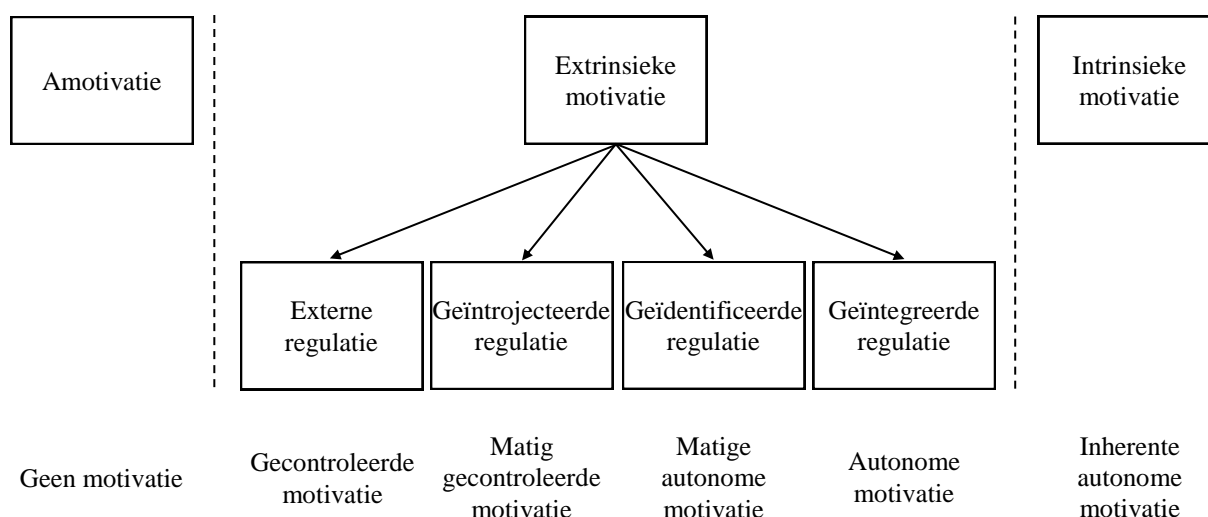 Amotivatie
Extrinsieke
motivatie
Intrinsieke
motivatie
Externe
regulatie
Geïntrojecteerde
regulatie
Geïdentificeerde
regulatie
Geïntegreerde
regulatie
Geen motivatie
Gecontroleerde
motivatie
Matig
gecontroleerde
motivatie
Matige
autonome
motivatie
Autonome
motivatie
Inherente
autonome
motivatie